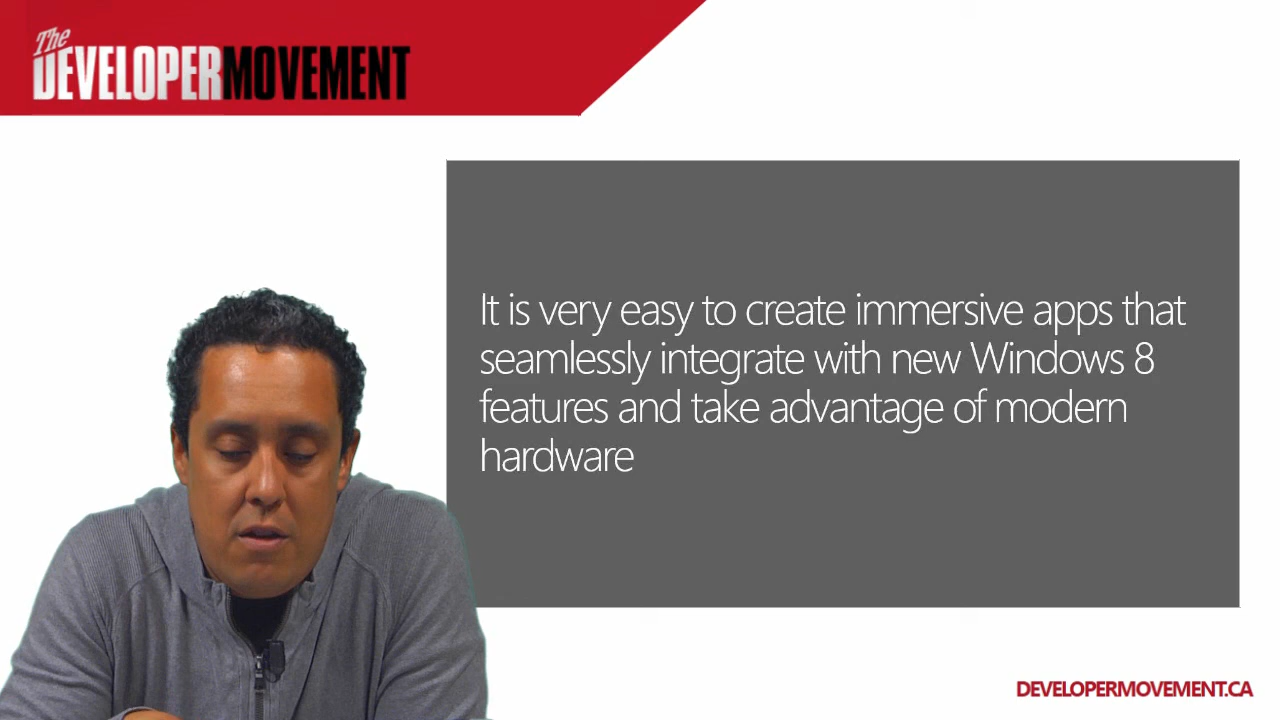 The
DEVELOPERMOVEMENT
It is very easy to create immersive apps that
seamlessly integrate with new Windows 8
features and take advantage of modern
hardware
DEVELOPERMOVEMENT.CA